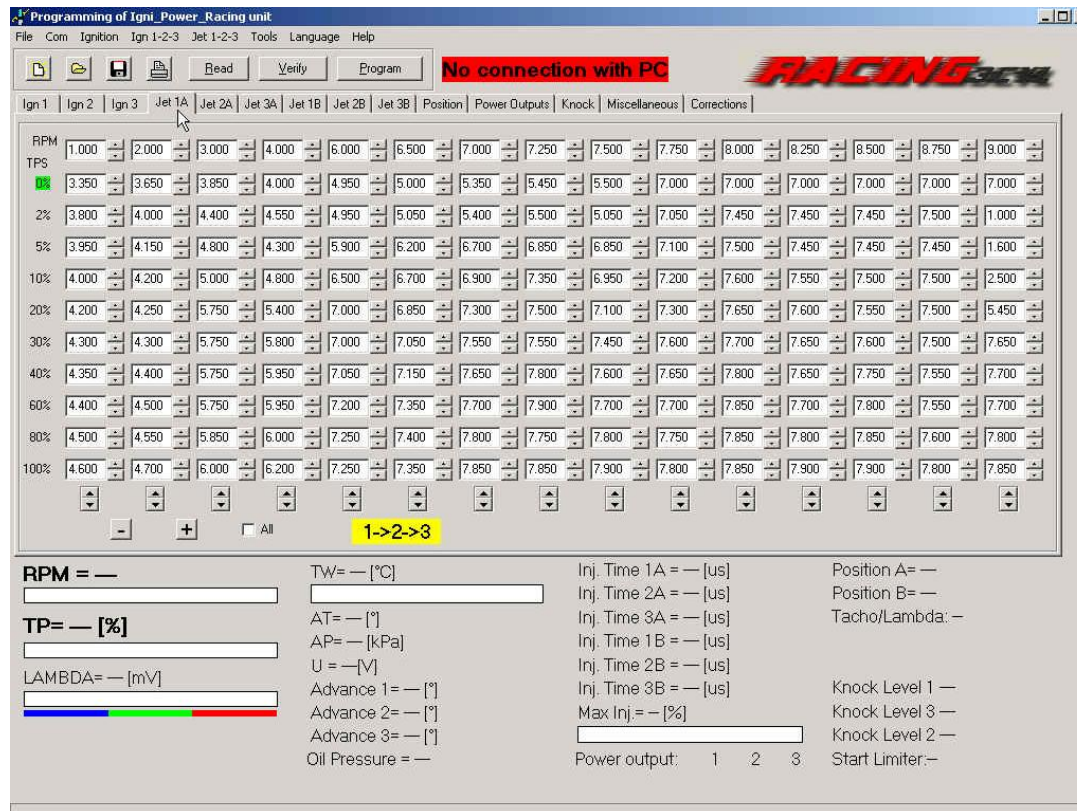 Programming of Igni_Power_Racing unit
File Com Ignition Ign 1-2-3 Jet 1-2-3 Tools Language Help
Read Verify Program No connection with PC RACING
Ign 1 Ign 2 Ign 3 Jet 1A Jet 2A Jet 3A Jet 1B Jet 2B Jet 3B Position Power Outputs Knock Miscellaneous Corrections
RPM 1.000 2.000 3.000 4.000 6.000 6.500 7.000 7.250 7.500 7.750 8.000 8.250 8.500 8.750 9.000
TPS
0% 3.350 3.650 3.850 4.000 4.950 5.000 5.350 5.450 5.500 7.000 7.000 7.000 7.000 7.000 7.000
2% 3.800 4.000 4.400 4.550 4.950 5.050 5.400 5.500 5.050 7.050 7.450 7.450 7.450 7.500 1.000
5% 3.950 4.150 4.800 4.300 5.900 6.200 6.700 6.850 6.850 7.100 7.500 7.450 7.450 7.450 1.600
10% 4.000 4.200 5.000 4.800 6.500 6.700 6.900 7.350 6.950 7.200 7.600 7.550 7.500 7.500 2.500
20% 4.200 4.250 5.750 5.400 7.000 6.850 7.300 7.500 7.100 7.300 7.650 7.600 7.550 7.500 5.450
30% 4.300 4.300 5.750 5.800 7.000 7.050 7.550 7.550 7.450 7.600 7.700 7.650 7.600 7.500 7.650
40% 4.350 4.400 5.750 5.950 7.050 7.150 7.650 7.800 7.600 7.650 7.800 7.650 7.750 7.550 7.700
60% 4.400 4.500 5.750 5.950 7.200 7.350 7.700 7.900 7.700 7.700 7.850 7.700 7.800 7.550 7.700
80% 4.500 4.550 5.850 6.000 7.250 7.400 7.800 7.750 7.800 7.750 7.850 7.800 7.850 7.600 7.800
100% 4.600 4.700 6.000 6.200 7.250 7.350 7.850 7.850 7.900 7.800 7.850 7.900 7.900 7.800 7.850
- + All 1->2->3
RPM = — TW= — [°C] Inj. Time 1A = — [us] Position A= —
Inj. Time 2A = — [us] Position B= —
TP= — [%] AT= — [°] Inj. Time 3A = — [us] Tacho/Lambda: –
AP= — [kPa] Inj. Time 1B = — [us]
U = —[V] Inj. Time 2B = — [us]
LAMBDA= — [mV] Advance 1= — [°] Inj. Time 3B = — [us] Knock Level 1 —
Advance 2= — [°] Max Inj.= – [%] Knock Level 3 —
Advance 3= — [°] Knock Level 2 —
Oil Pressure = — Power output: 1 2 3 Start Limiter:–